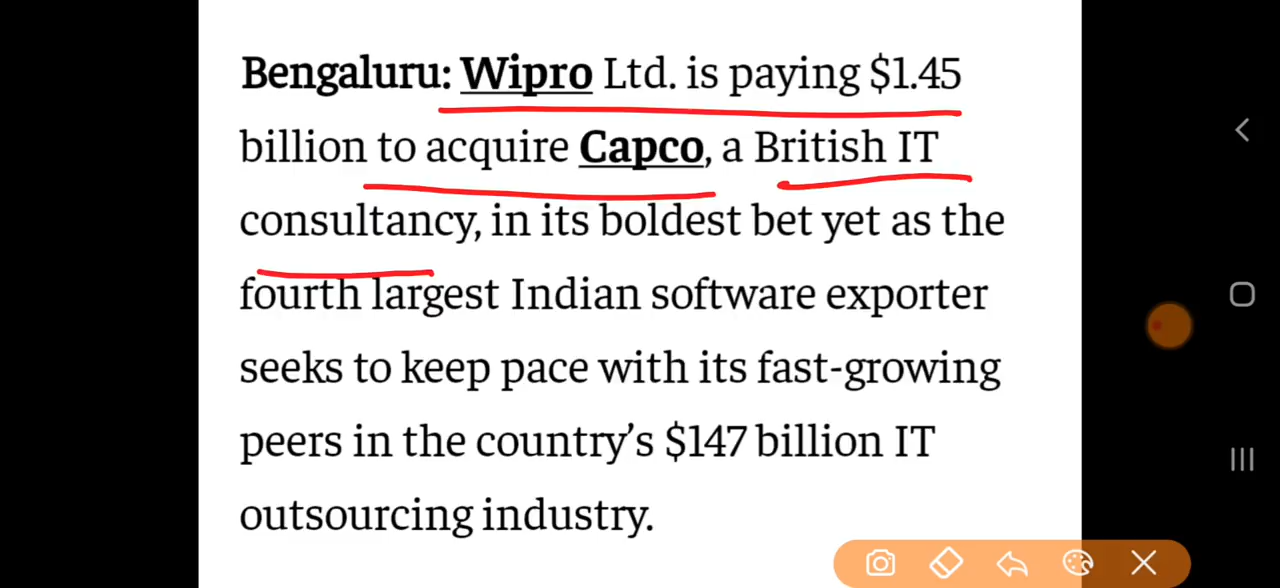 Bengaluru: Wipro Ltd. is paying $1.45
billion to acquire Capco, a British IT
consultancy, in its boldest bet yet as the
fourth largest Indian software exporter
seeks to keep pace with its fast-growing
peers in the country’s $147 billion IT
outsourcing industry.